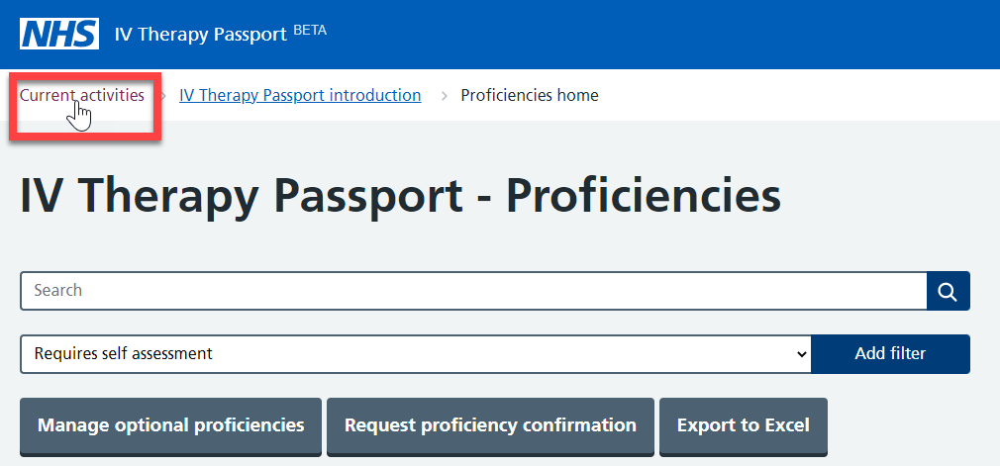 NHS IV Therapy Passport BETA
Current activities > IV Therapy Passport introduction > Proficiencies home
IV Therapy Passport - Proficiencies
Search
Requires self assessment Add filter
Manage optional proficiencies Request proficiency confirmation Export to Excel